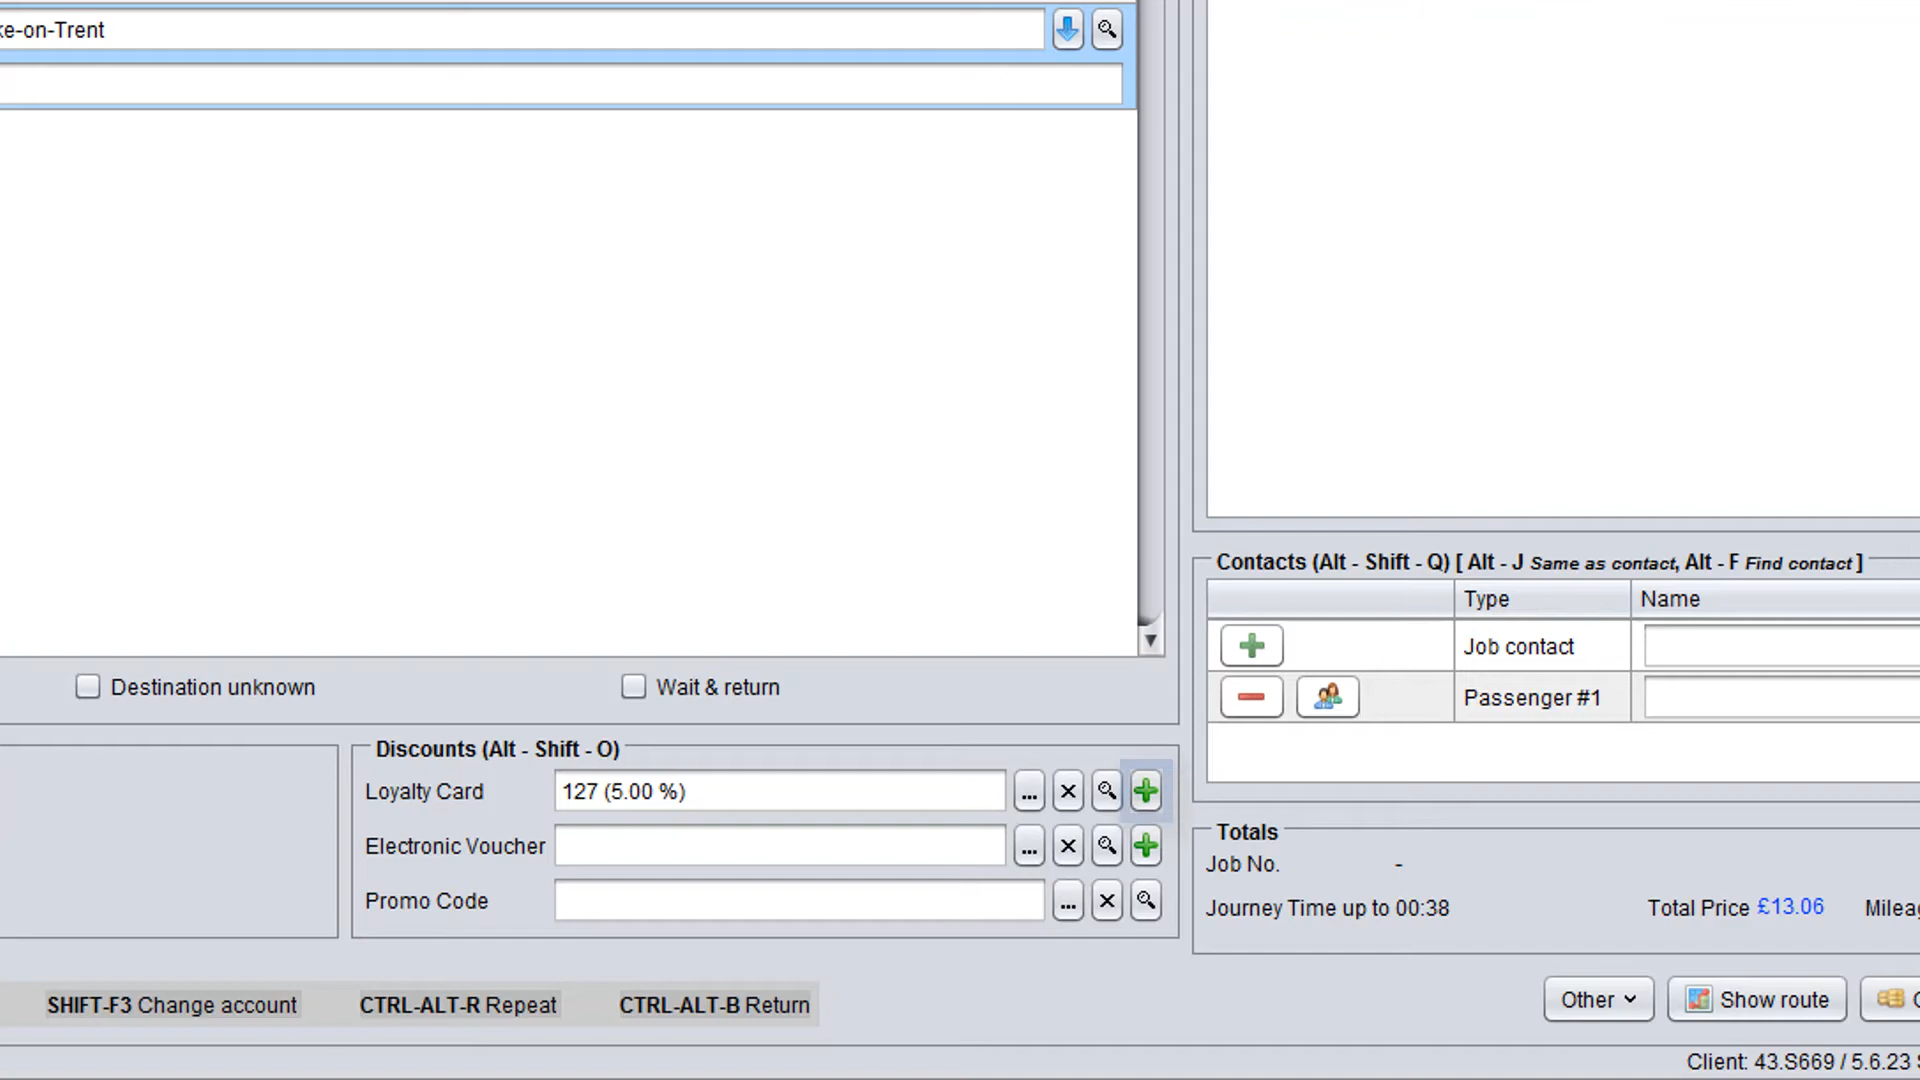 ke-on-Trent
Destination unknown
Wait & return
Discounts (Alt - Shift - O)
Loyalty Card 127 (5.00 %) ... ×
Electronic Voucher ... ×
Promo Code ... ×
SHIFT-F3 Change account CTRL-ALT-R Repeat CTRL-ALT-B Return
Contacts (Alt - Shift - Q) [ Alt - J Same as contact, Alt - F Find contact ]
Type Name
Job contact
Passenger #1
Totals
Job No. -
Journey Time up to 00:38 Total Price £13.06 Mileag
Other Show route
Client: 43.S669 / 5.6.23